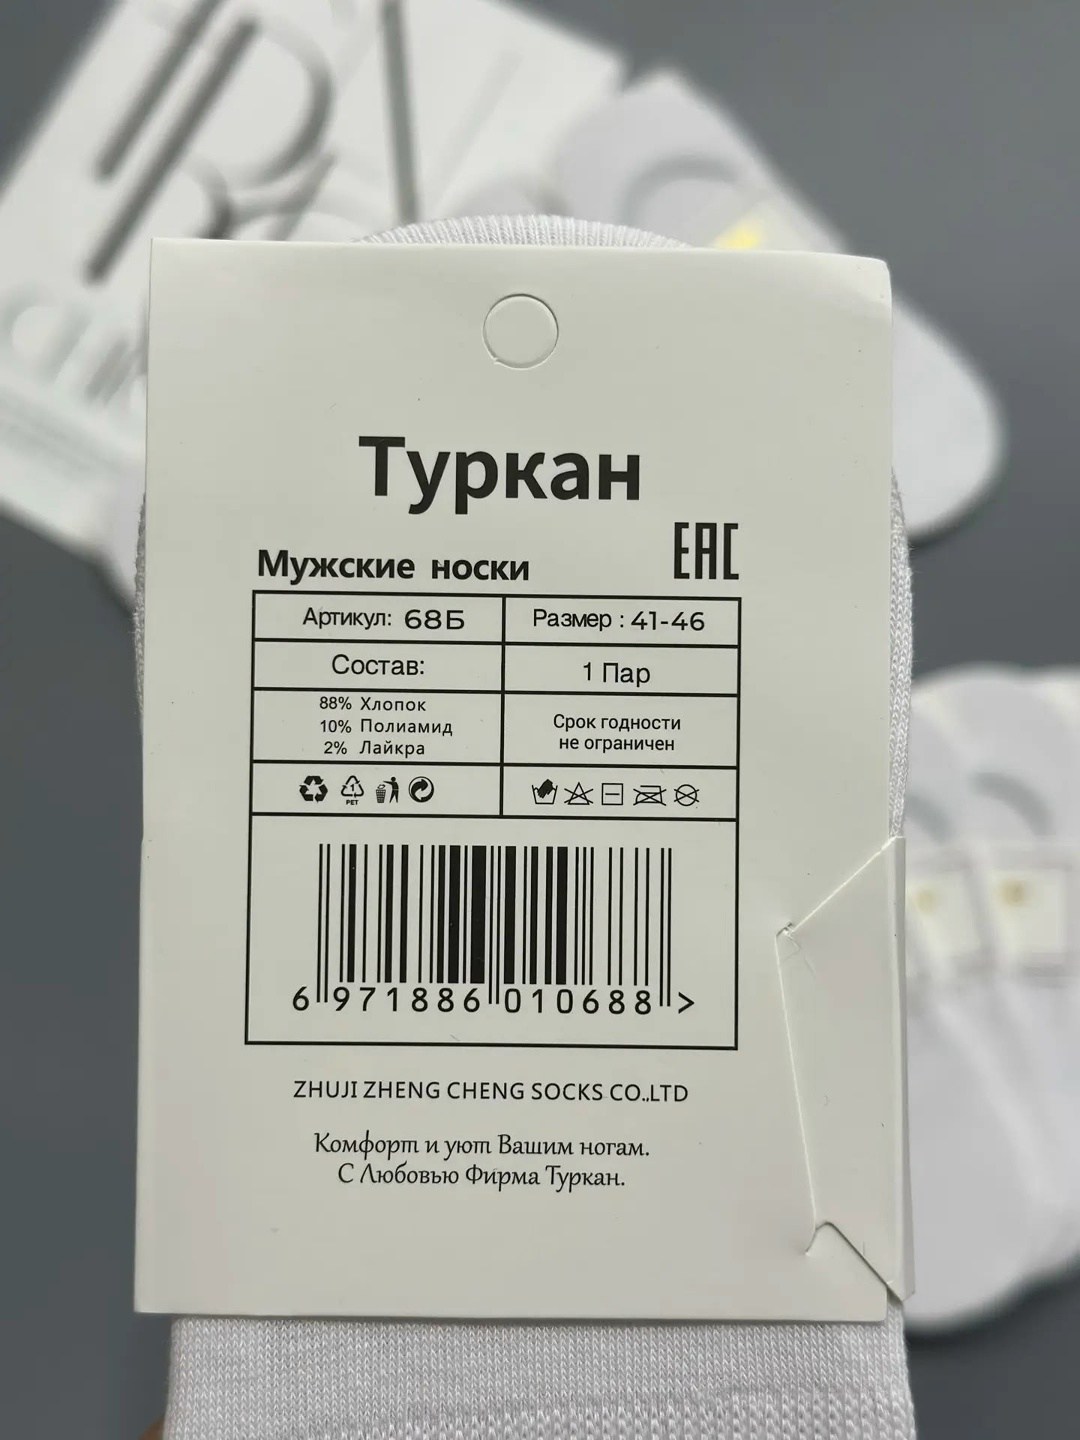 Туркан
ЕАС
Мужские носки
Артикул: 68Б
Размер : 41-46
Состав:
1 Пар
88% Хлопок
10% Полиамид
2% Лайкра
Срок годности
не ограничен
1
PET
6 971886 010688 >
ZHUJI ZHENG CHENG SOCKS CO.,LTD
Комфорт и уют Вашим ногам.
С Любовью Фирма Туркан.